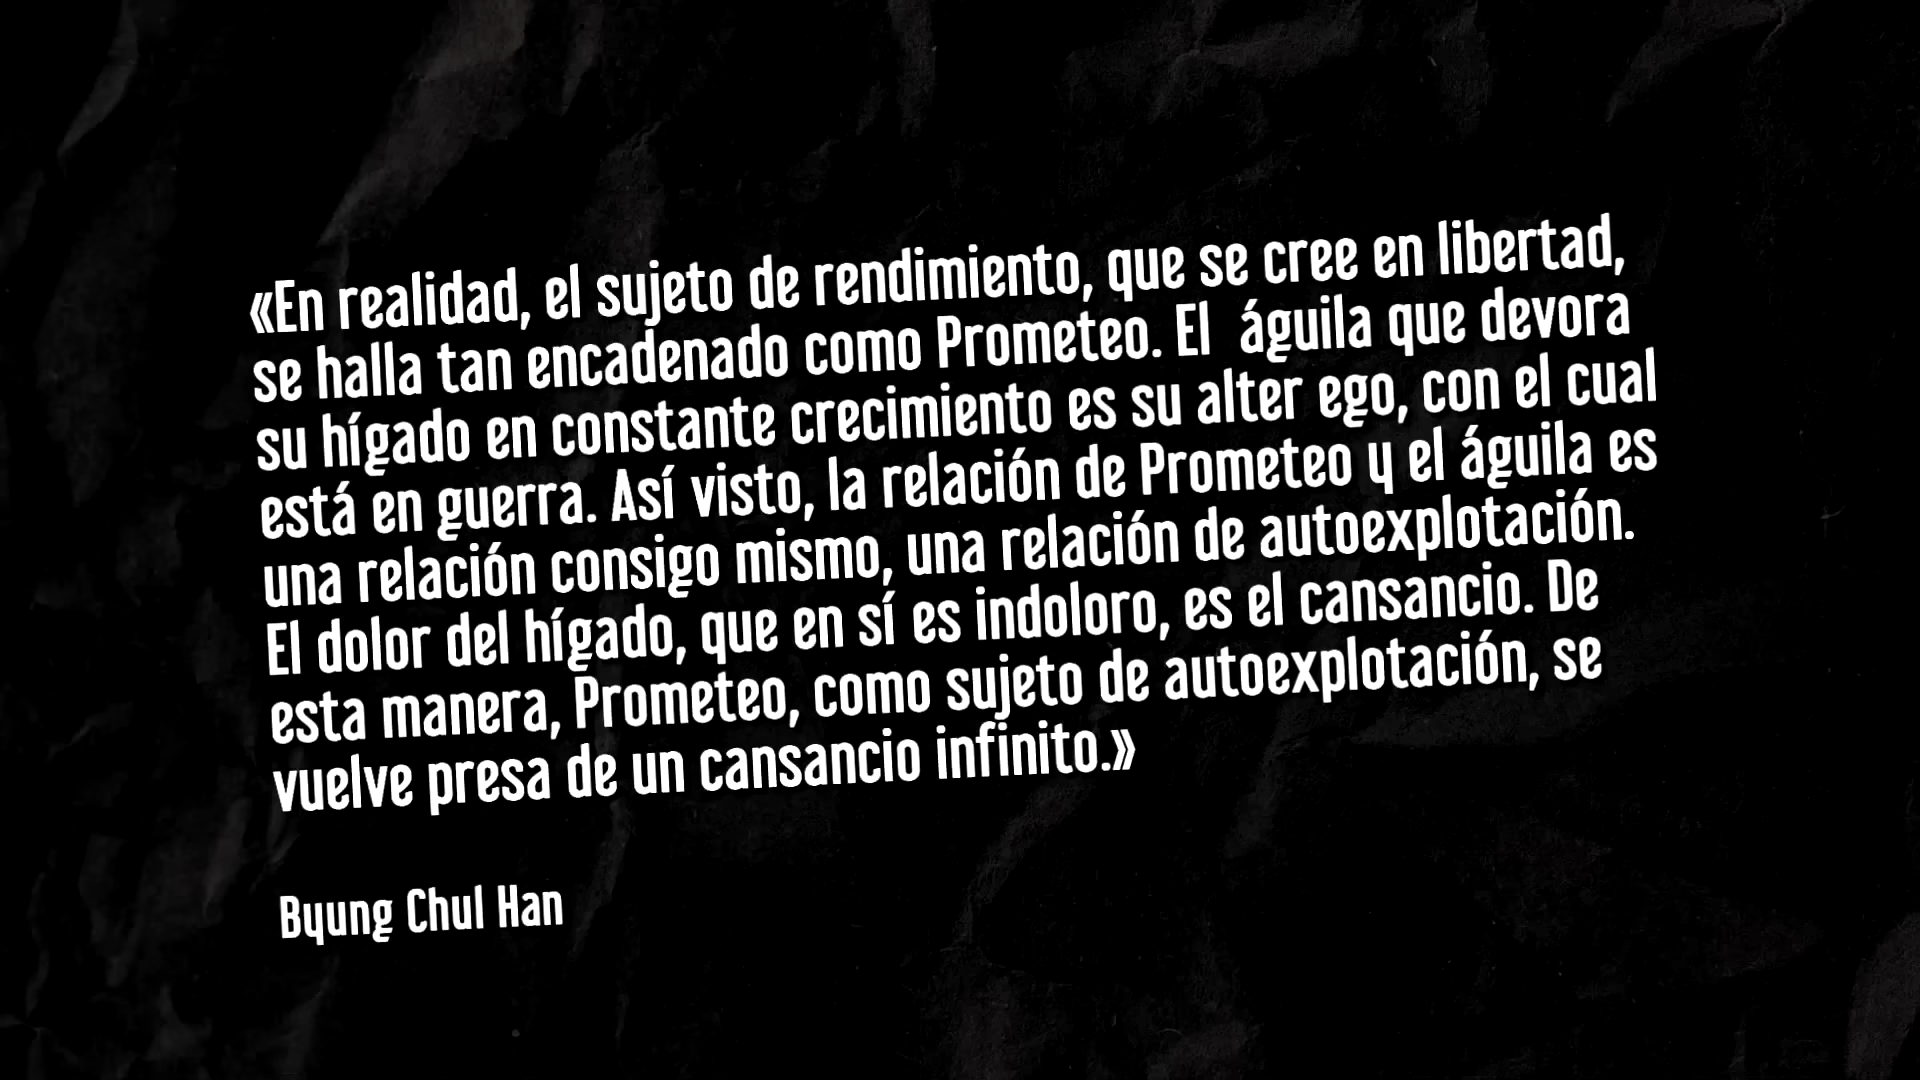 «En realidad, el sujeto de rendimiento, que se cree en libertad,
se halla tan encadenado como Prometeo. El  águila que devora
su hígado en constante crecimiento es su alter ego, con el cual
está en guerra. Así visto, la relación de Prometeo y el águila es
una relación consigo mismo, una relación de autoexplotación.
El dolor del hígado, que en sí es indoloro, es el cansancio. De
esta manera, Prometeo, como sujeto de autoexplotación, se
vuelve presa de un cansancio infinito.»
Byung Chul Han